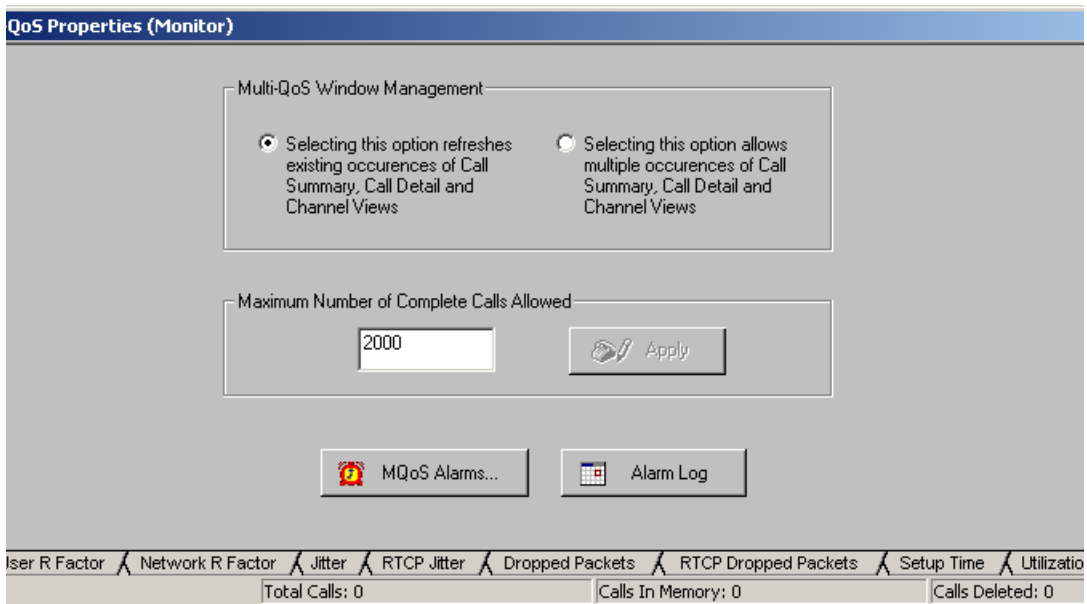 QoS Properties (Monitor)
Multi-QoS Window Management
Selecting this option refreshes
existing occurences of Call
Summary, Call Detail and
Channel Views
Selecting this option allows
multiple occurences of Call
Summary, Call Detail and
Channel Views
Maximum Number of Complete Calls Allowed
2000
Apply
MQoS Alarms...
Alarm Log
User R Factor Network R Factor Jitter RTCP Jitter Dropped Packets RTCP Dropped Packets Setup Time Utilizatio
Total Calls: 0 Calls In Memory: 0 Calls Deleted: 0